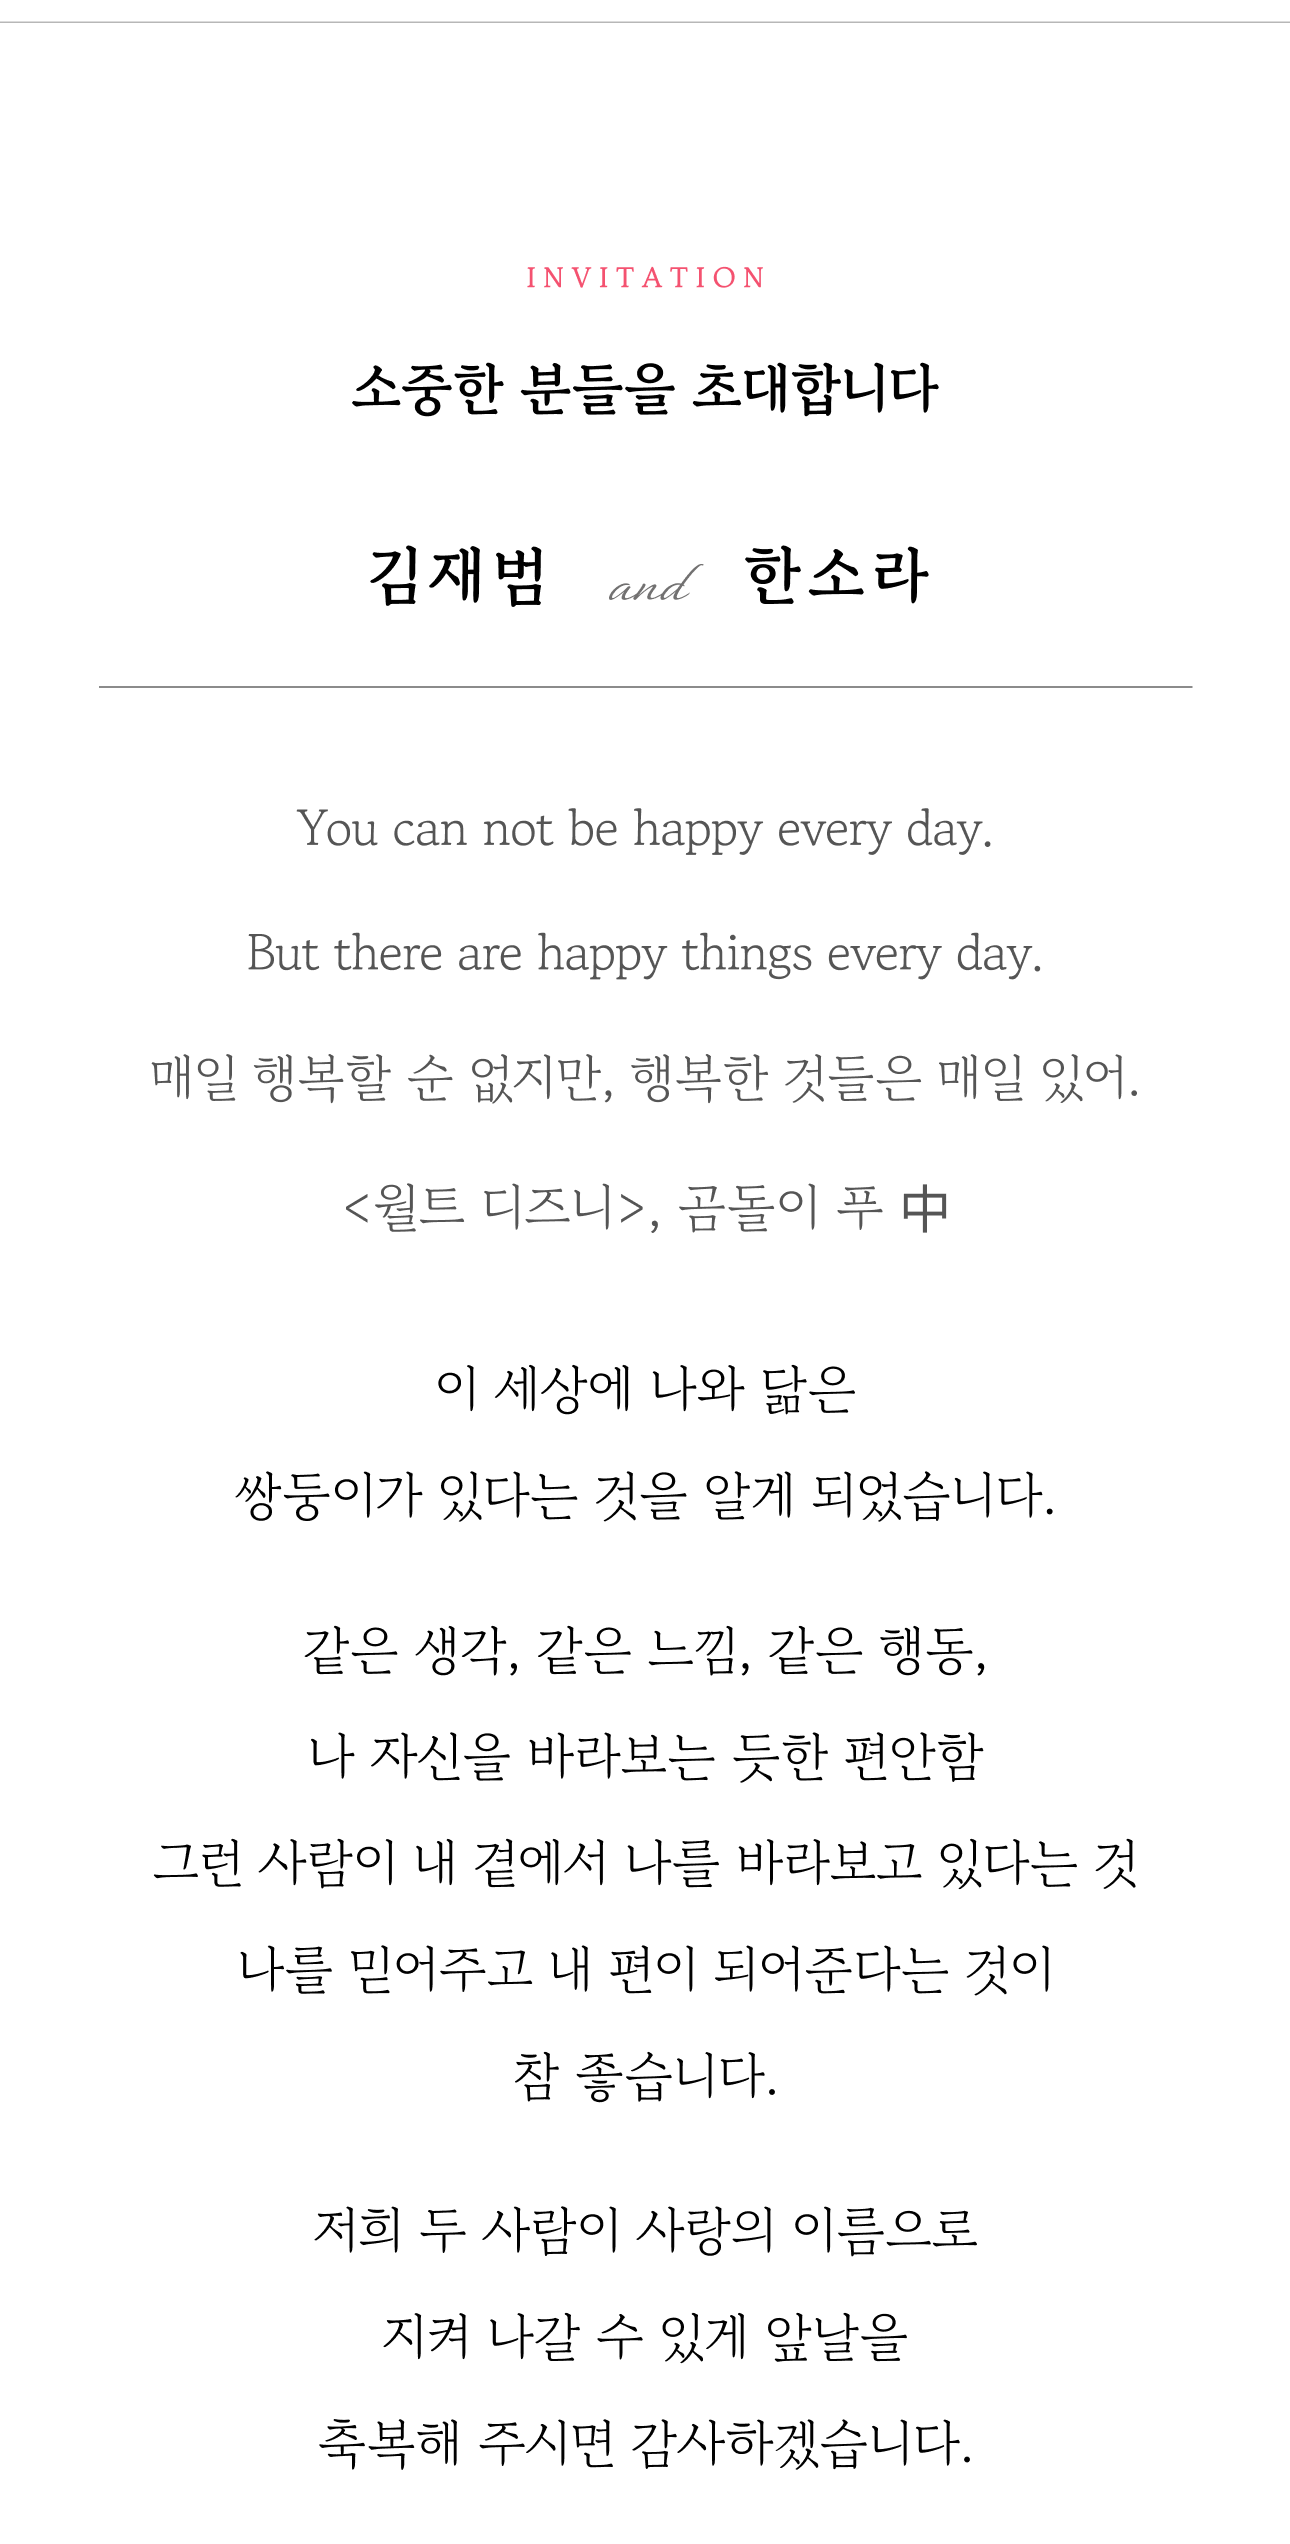 INVITATION
소중한 분들을 초대합니다
김재범 and 한소라
You can not be happy every day.
But there are happy things every day.
매일 행복할 순 없지만, 행복한 것들은 매일 있어.
<월트 디즈니>, 곰돌이 푸 中
이 세상에 나와 닮은
쌍둥이가 있다는 것을 알게 되었습니다.
같은 생각, 같은 느낌, 같은 행동,
나 자신을 바라보는 듯한 편안함
그런 사람이 내 곁에서 나를 바라보고 있다는 것
나를 믿어주고 내 편이 되어준다는 것이
참 좋습니다.
저희 두 사람이 사랑의 이름으로
지켜 나갈 수 있게 앞날을
축복해 주시면 감사하겠습니다.